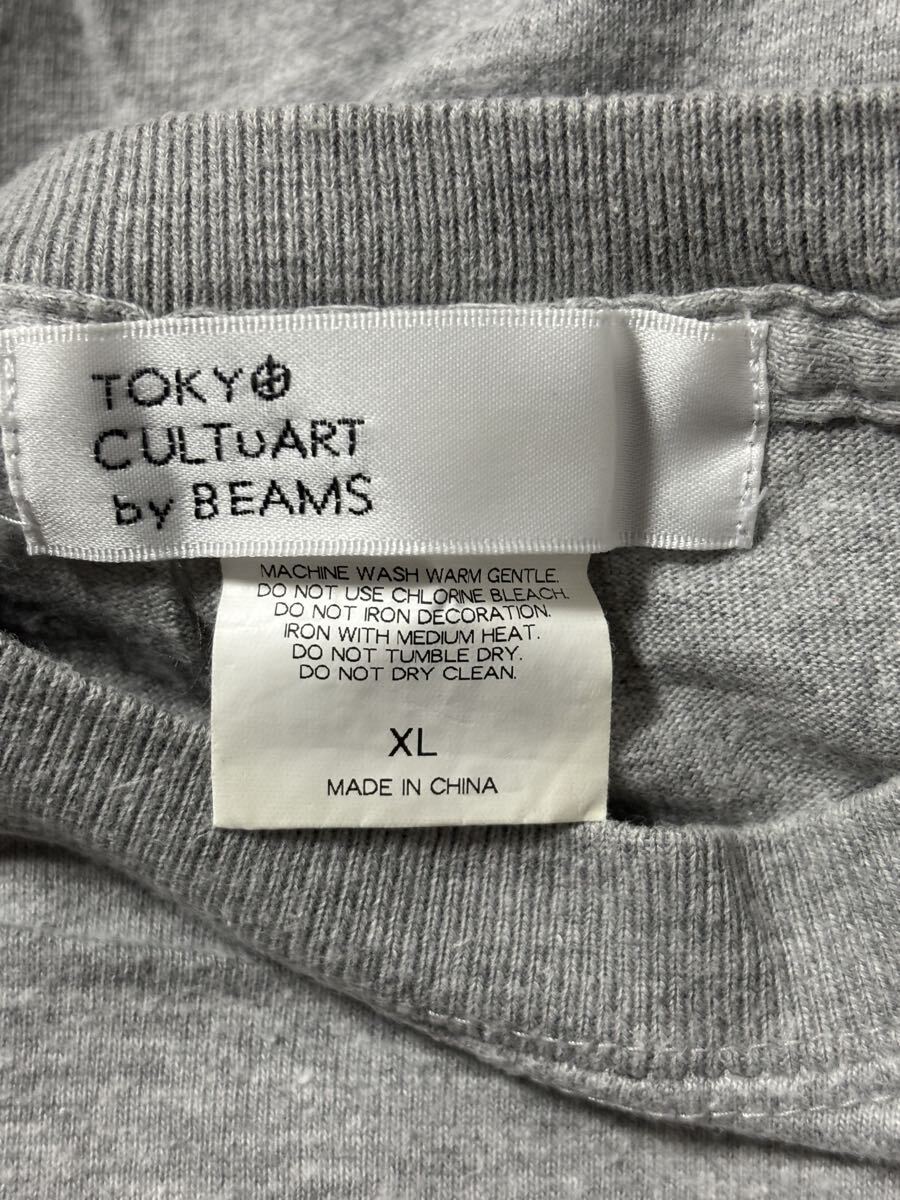 TOKYO
CULTuART
by BEAMS
MACHINE WASH WARM GENTLE.
DO NOT USE CHLORINE BLEACH.
DO NOT IRON DECORATION.
IRON WITH MEDIUM HEAT.
DO NOT TUMBLE DRY.
DO NOT DRY CLEAN.
XL
MADE IN CHINA